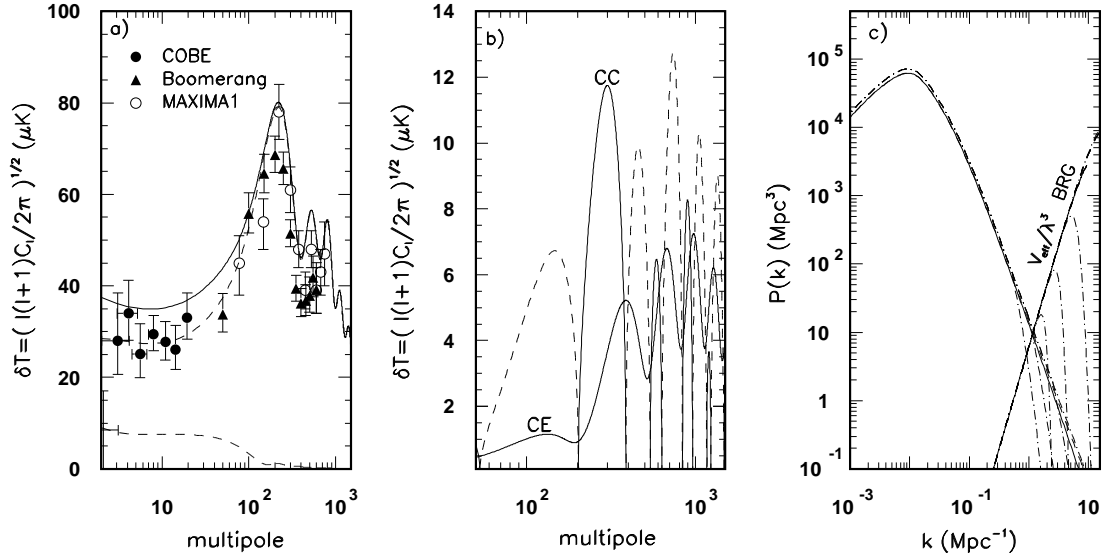 a)
COBE
Boomerang
MAXIMA1
δT=( l(l+1)Cₗ/2π )^1/2 (μK)
100
80
60
40
20
0
10
10^2
10^3
multipole
b)
CC
CE
δT=( l(l+1)Cₗ/2π )^1/2 (μK)
14
12
10
8
6
4
2
10^2
10^3
multipole
c)
V_eff/λ^3
BRG
P(k) (Mpc^3)
10^5
10^4
10^3
10^2
10
1
10^-1
10^-3
10^-1
10
k (Mpc^-1)